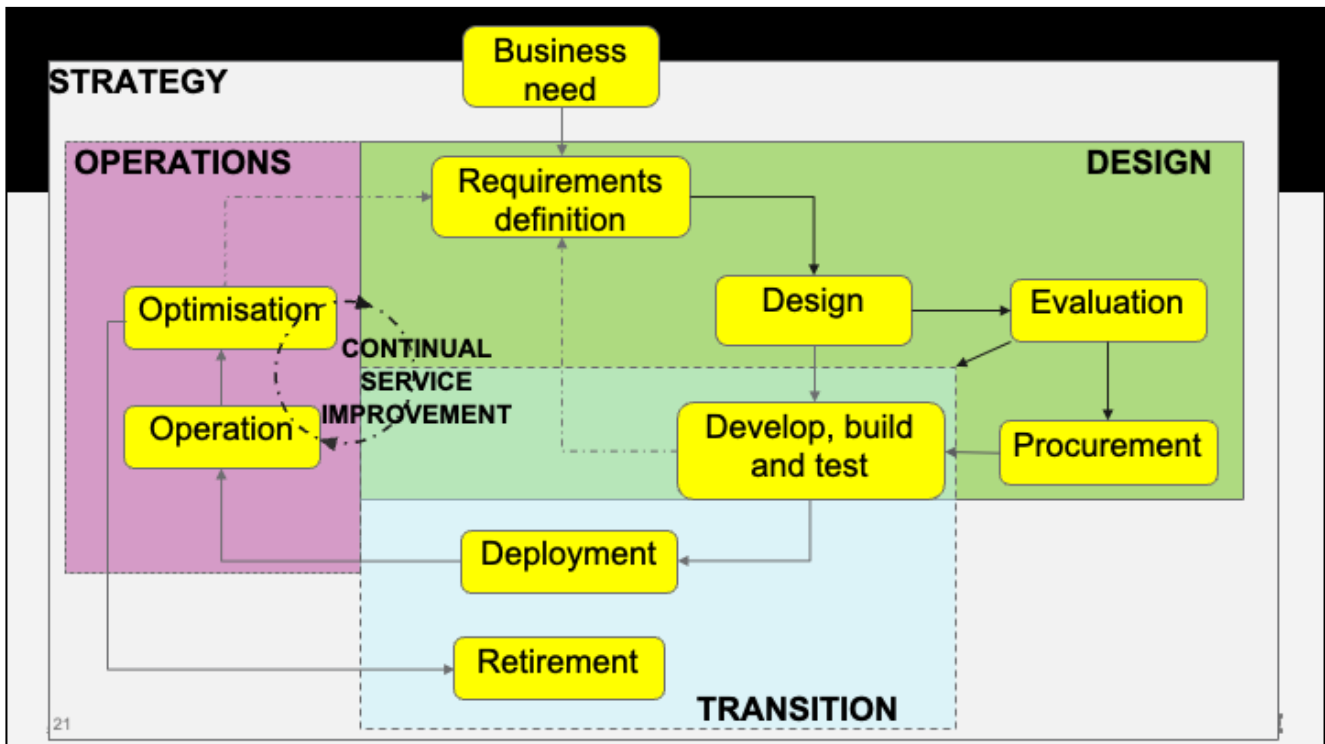 Business
need
STRATEGY
OPERATIONS
DESIGN
Requirements
definition
Optimisation
Design
Evaluation
CONTINUAL
SERVICE
IMPROVEMENT
Operation
Develop, build
and test
Procurement
Deployment
Retirement
TRANSITION
21